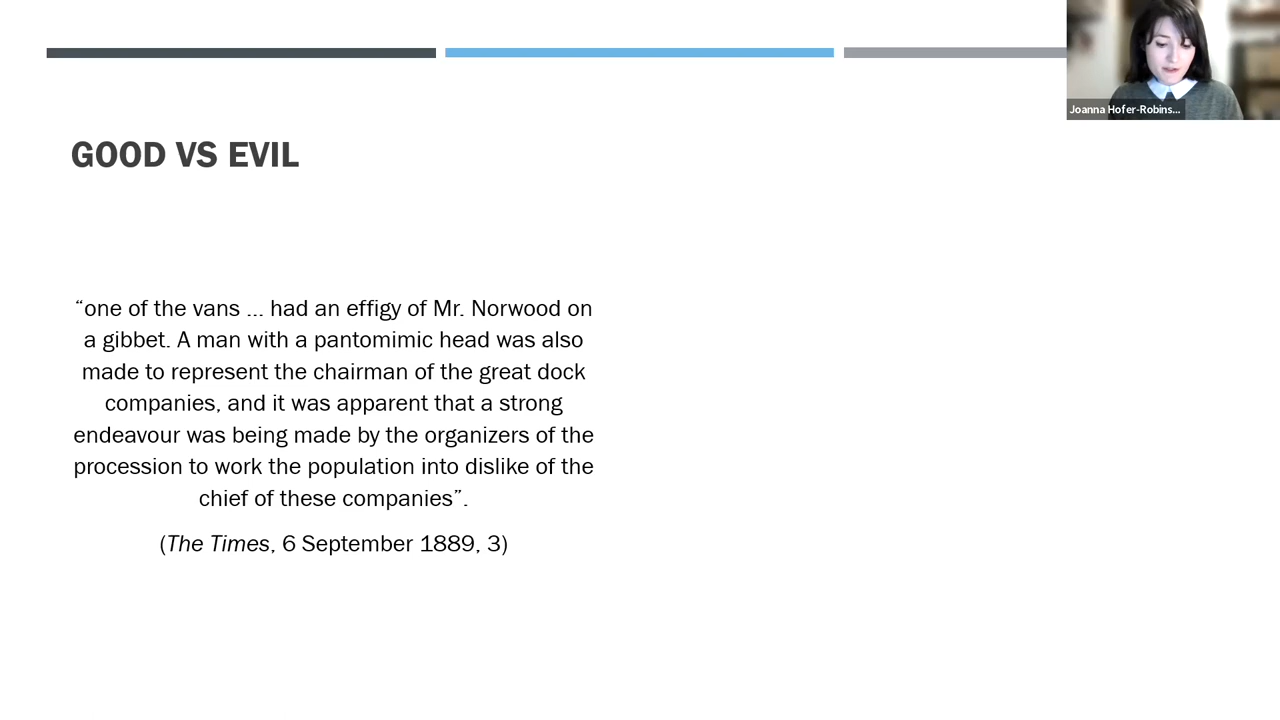 Joanna Hofer-Robins...
GOOD VS EVIL
“one of the vans ... had an effigy of Mr. Norwood on
a gibbet. A man with a pantomimic head was also
made to represent the chairman of the great dock
companies, and it was apparent that a strong
endeavour was being made by the organizers of the
procession to work the population into dislike of the
chief of these companies”.
(The Times, 6 September 1889, 3)